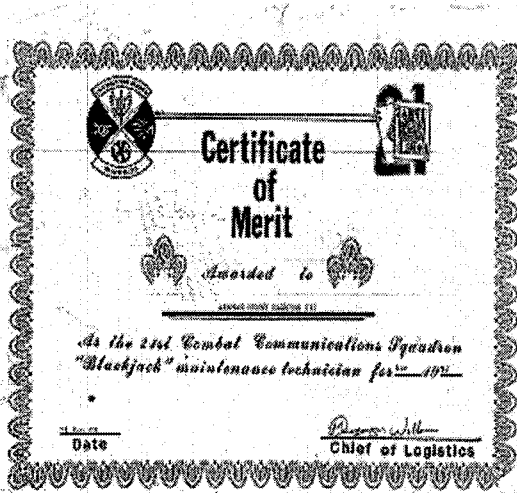 21
Certificate
of
Merit
Awarded to
As the 21st Combat Communications Squadron
"Blackjack" maintenance technician for
Date
Chief of Logistics